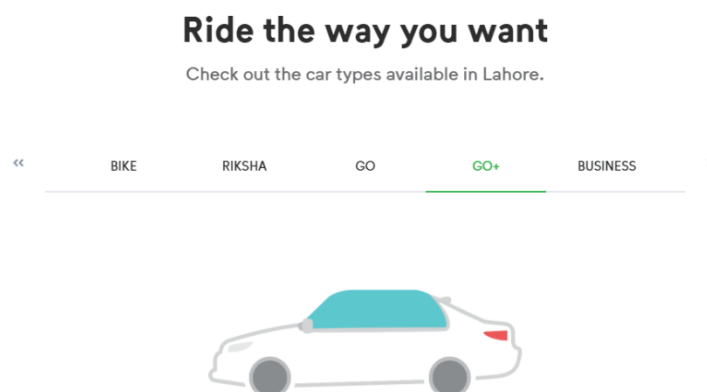 Ride the way you want
Check out the car types available in Lahore.
« BIKE RIKSHA GO GO+ BUSINESS